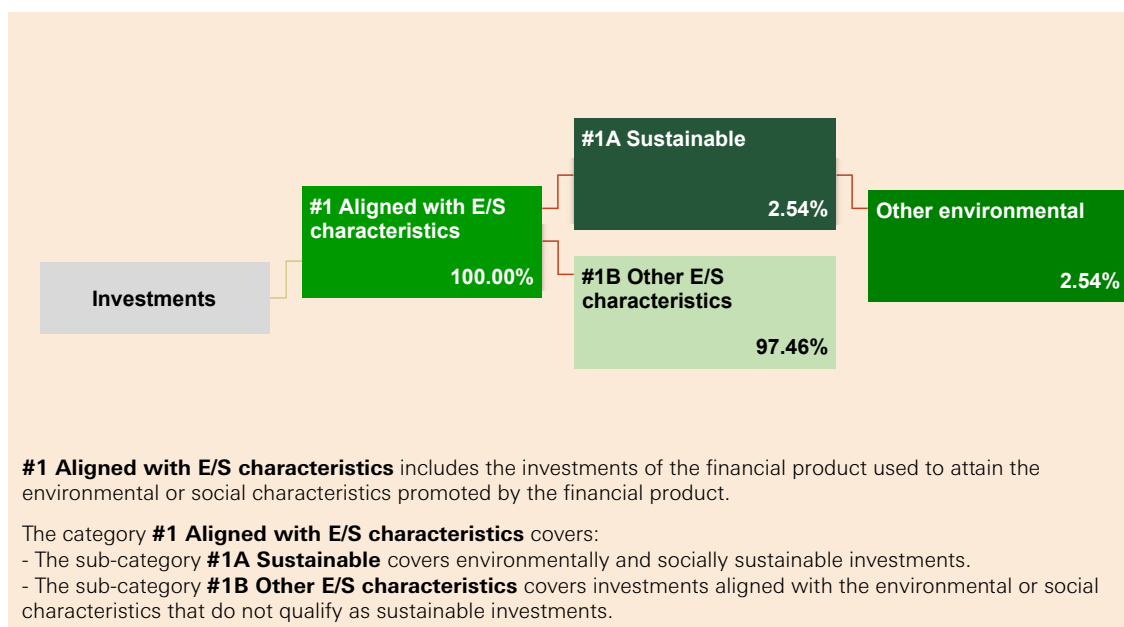 #1A Sustainable
2.54%
#1 Aligned with E/S
characteristics
100.00%
Other environmental
2.54%
Investments
#1B Other E/S
characteristics
97.46%
#1 Aligned with E/S characteristics includes the investments of the financial product used to attain the
environmental or social characteristics promoted by the financial product.
The category #1 Aligned with E/S characteristics covers:
- The sub-category #1A Sustainable covers environmentally and socially sustainable investments.
- The sub-category #1B Other E/S characteristics covers investments aligned with the environmental or social
characteristics that do not qualify as sustainable investments.